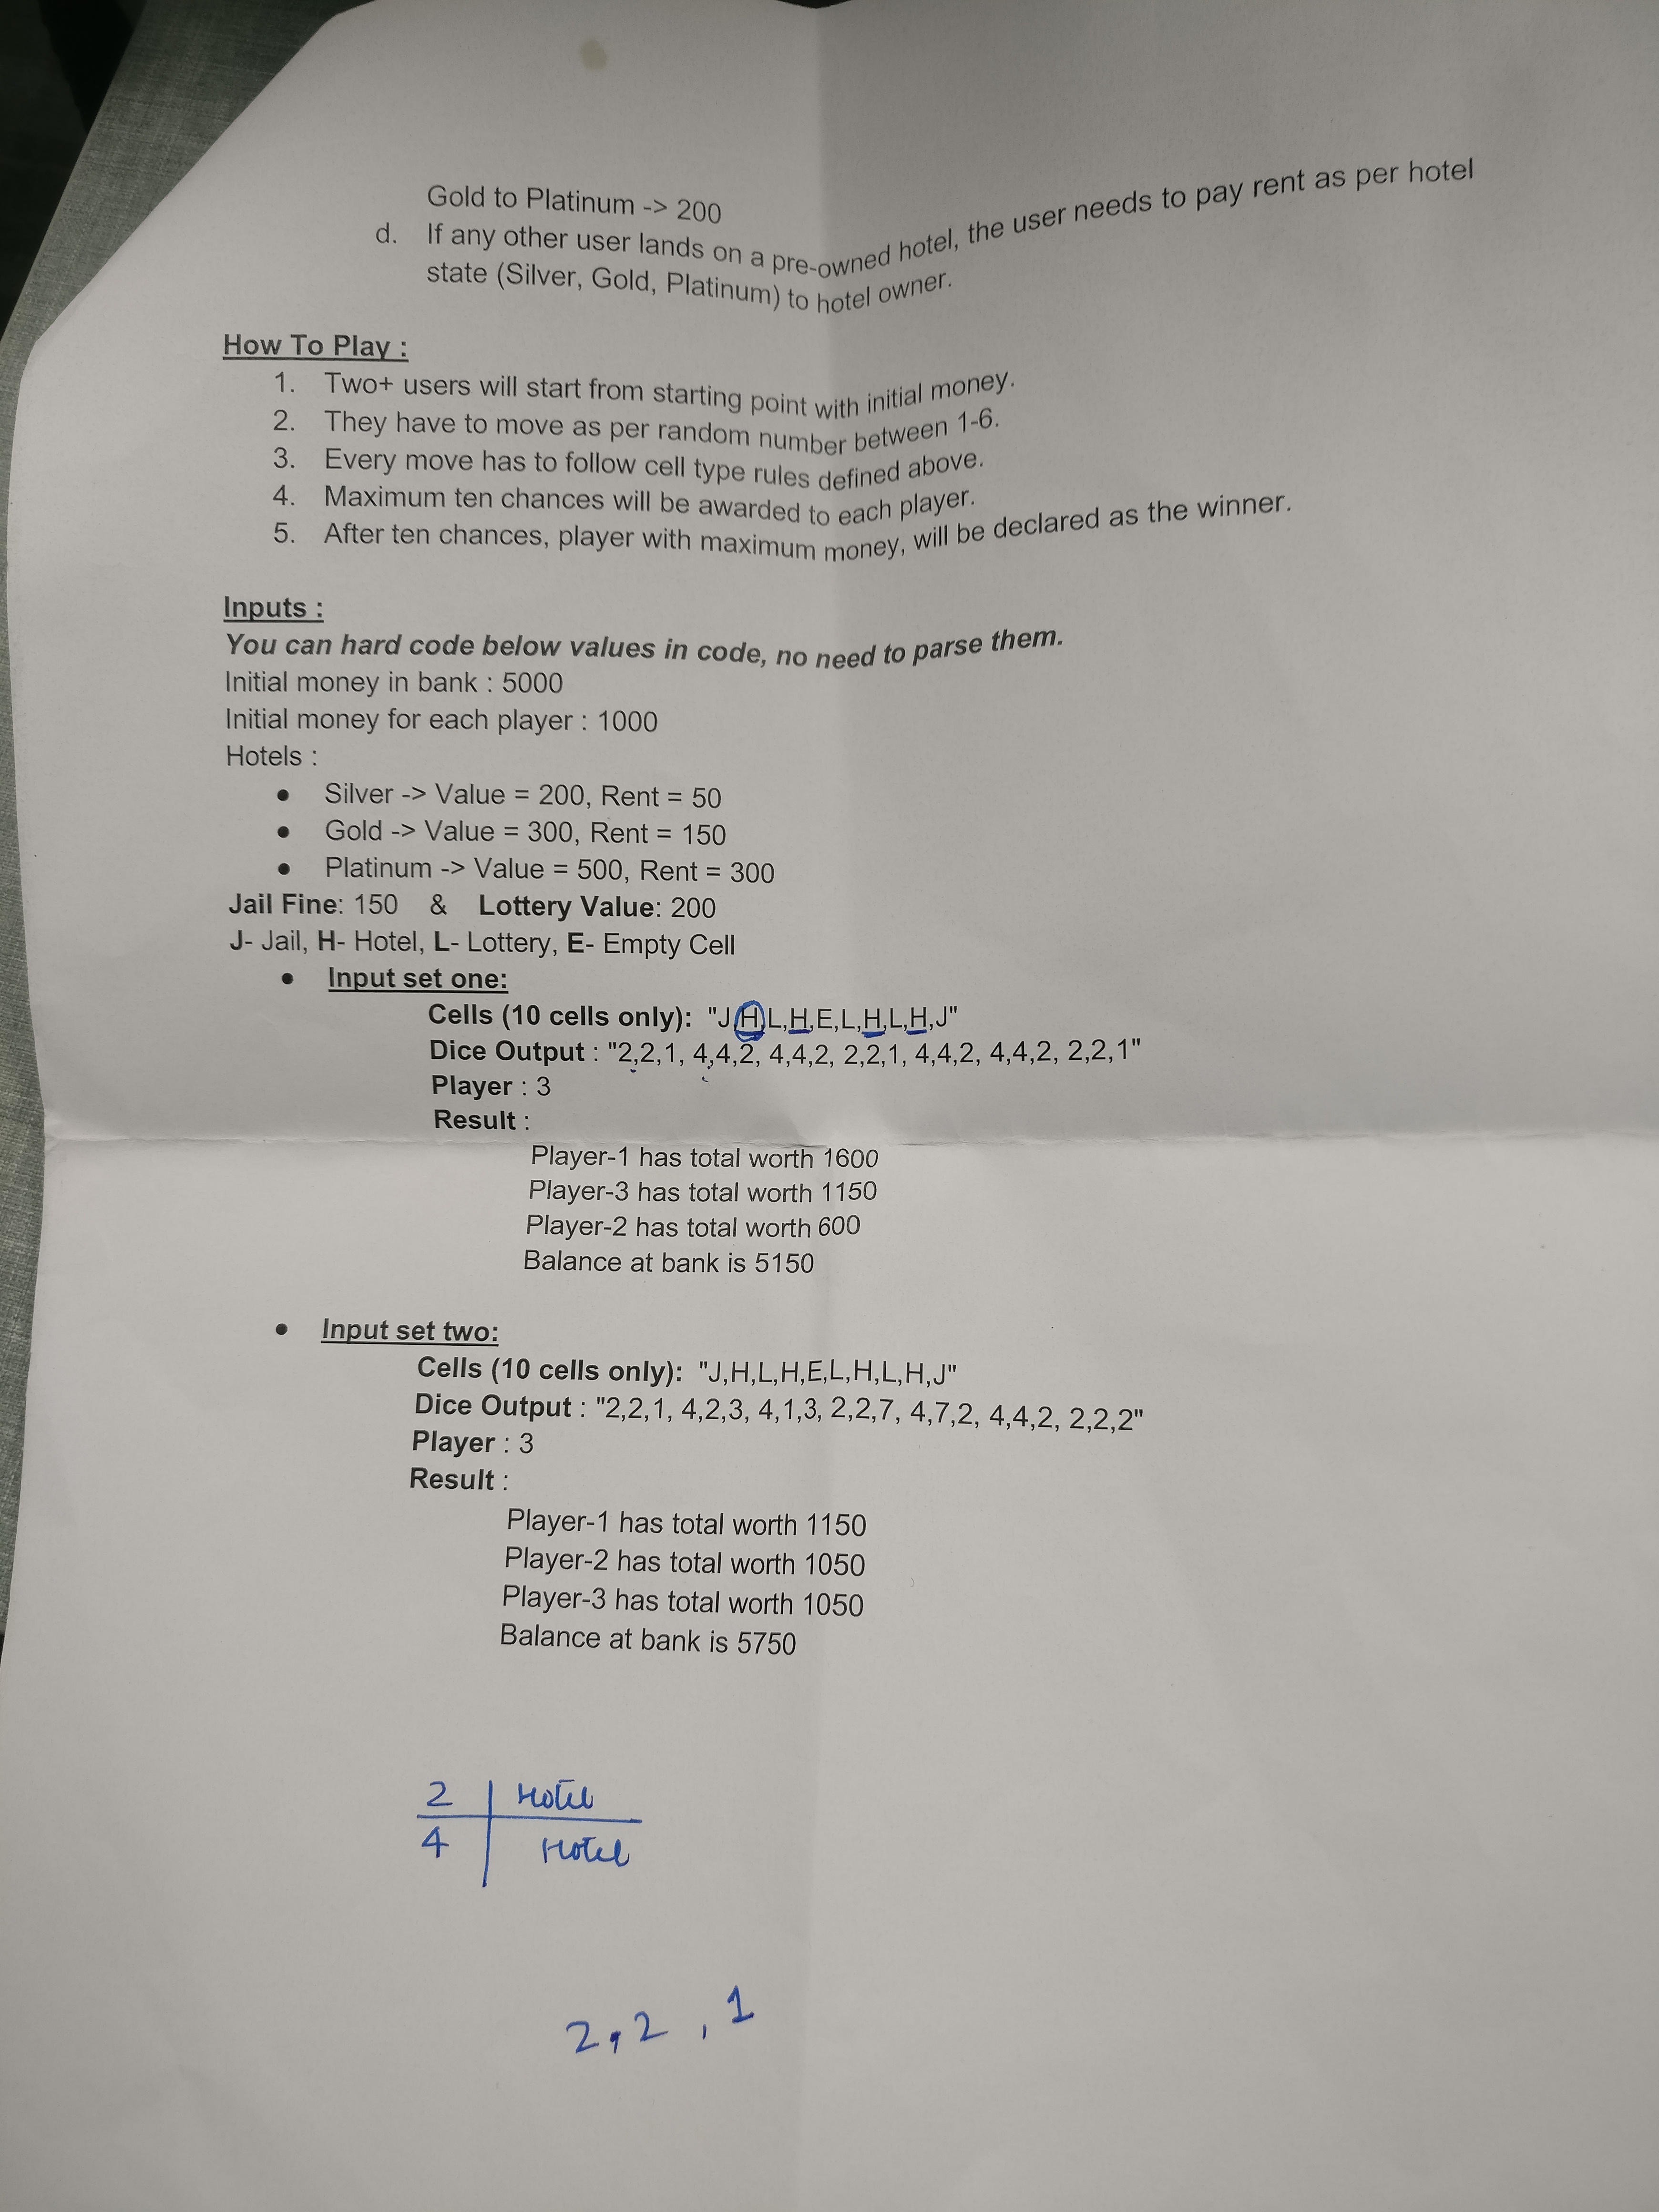 Gold to Platinum -> 200
d. If any other user lands on a pre-owned hotel, the user needs to pay rent as per hotel
state (Silver, Gold, Platinum) to hotel owner.
How To Play :
1. Two+ users will start from starting point with initial money.
2. They have to move as per random number between 1-6.
3. Every move has to follow cell type rules defined above.
4. Maximum ten chances will be awarded to each player.
5. After ten chances, player with maximum money, will be declared as the winner.
Inputs :
You can hard code below values in code, no need to parse them.
Initial money in bank : 5000
Initial money for each player : 1000
Hotels :
● Silver -> Value = 200, Rent = 50
● Gold -> Value = 300, Rent = 150
● Platinum -> Value = 500, Rent = 300
Jail Fine: 150 & Lottery Value: 200
J- Jail, H- Hotel, L- Lottery, E- Empty Cell
● Input set one:
Cells (10 cells only): "J,H,L,H,E,L,H,L,H,J"
Dice Output : "2,2,1, 4,4,2, 4,4,2, 2,2,1, 4,4,2, 4,4,2, 2,2,1"
Player : 3
Result :
Player-1 has total worth 1600
Player-3 has total worth 1150
Player-2 has total worth 600
Balance at bank is 5150
● Input set two:
Cells (10 cells only): "J,H,L,H,E,L,H,L,H,J"
Dice Output : "2,2,1, 4,2,3, 4,1,3, 2,2,7, 4,7,2, 4,4,2, 2,2,2"
Player : 3
Result :
Player-1 has total worth 1150
Player-2 has total worth 1050
Player-3 has total worth 1050
Balance at bank is 5750
2 Hotel
4 Hotel
2,2,1